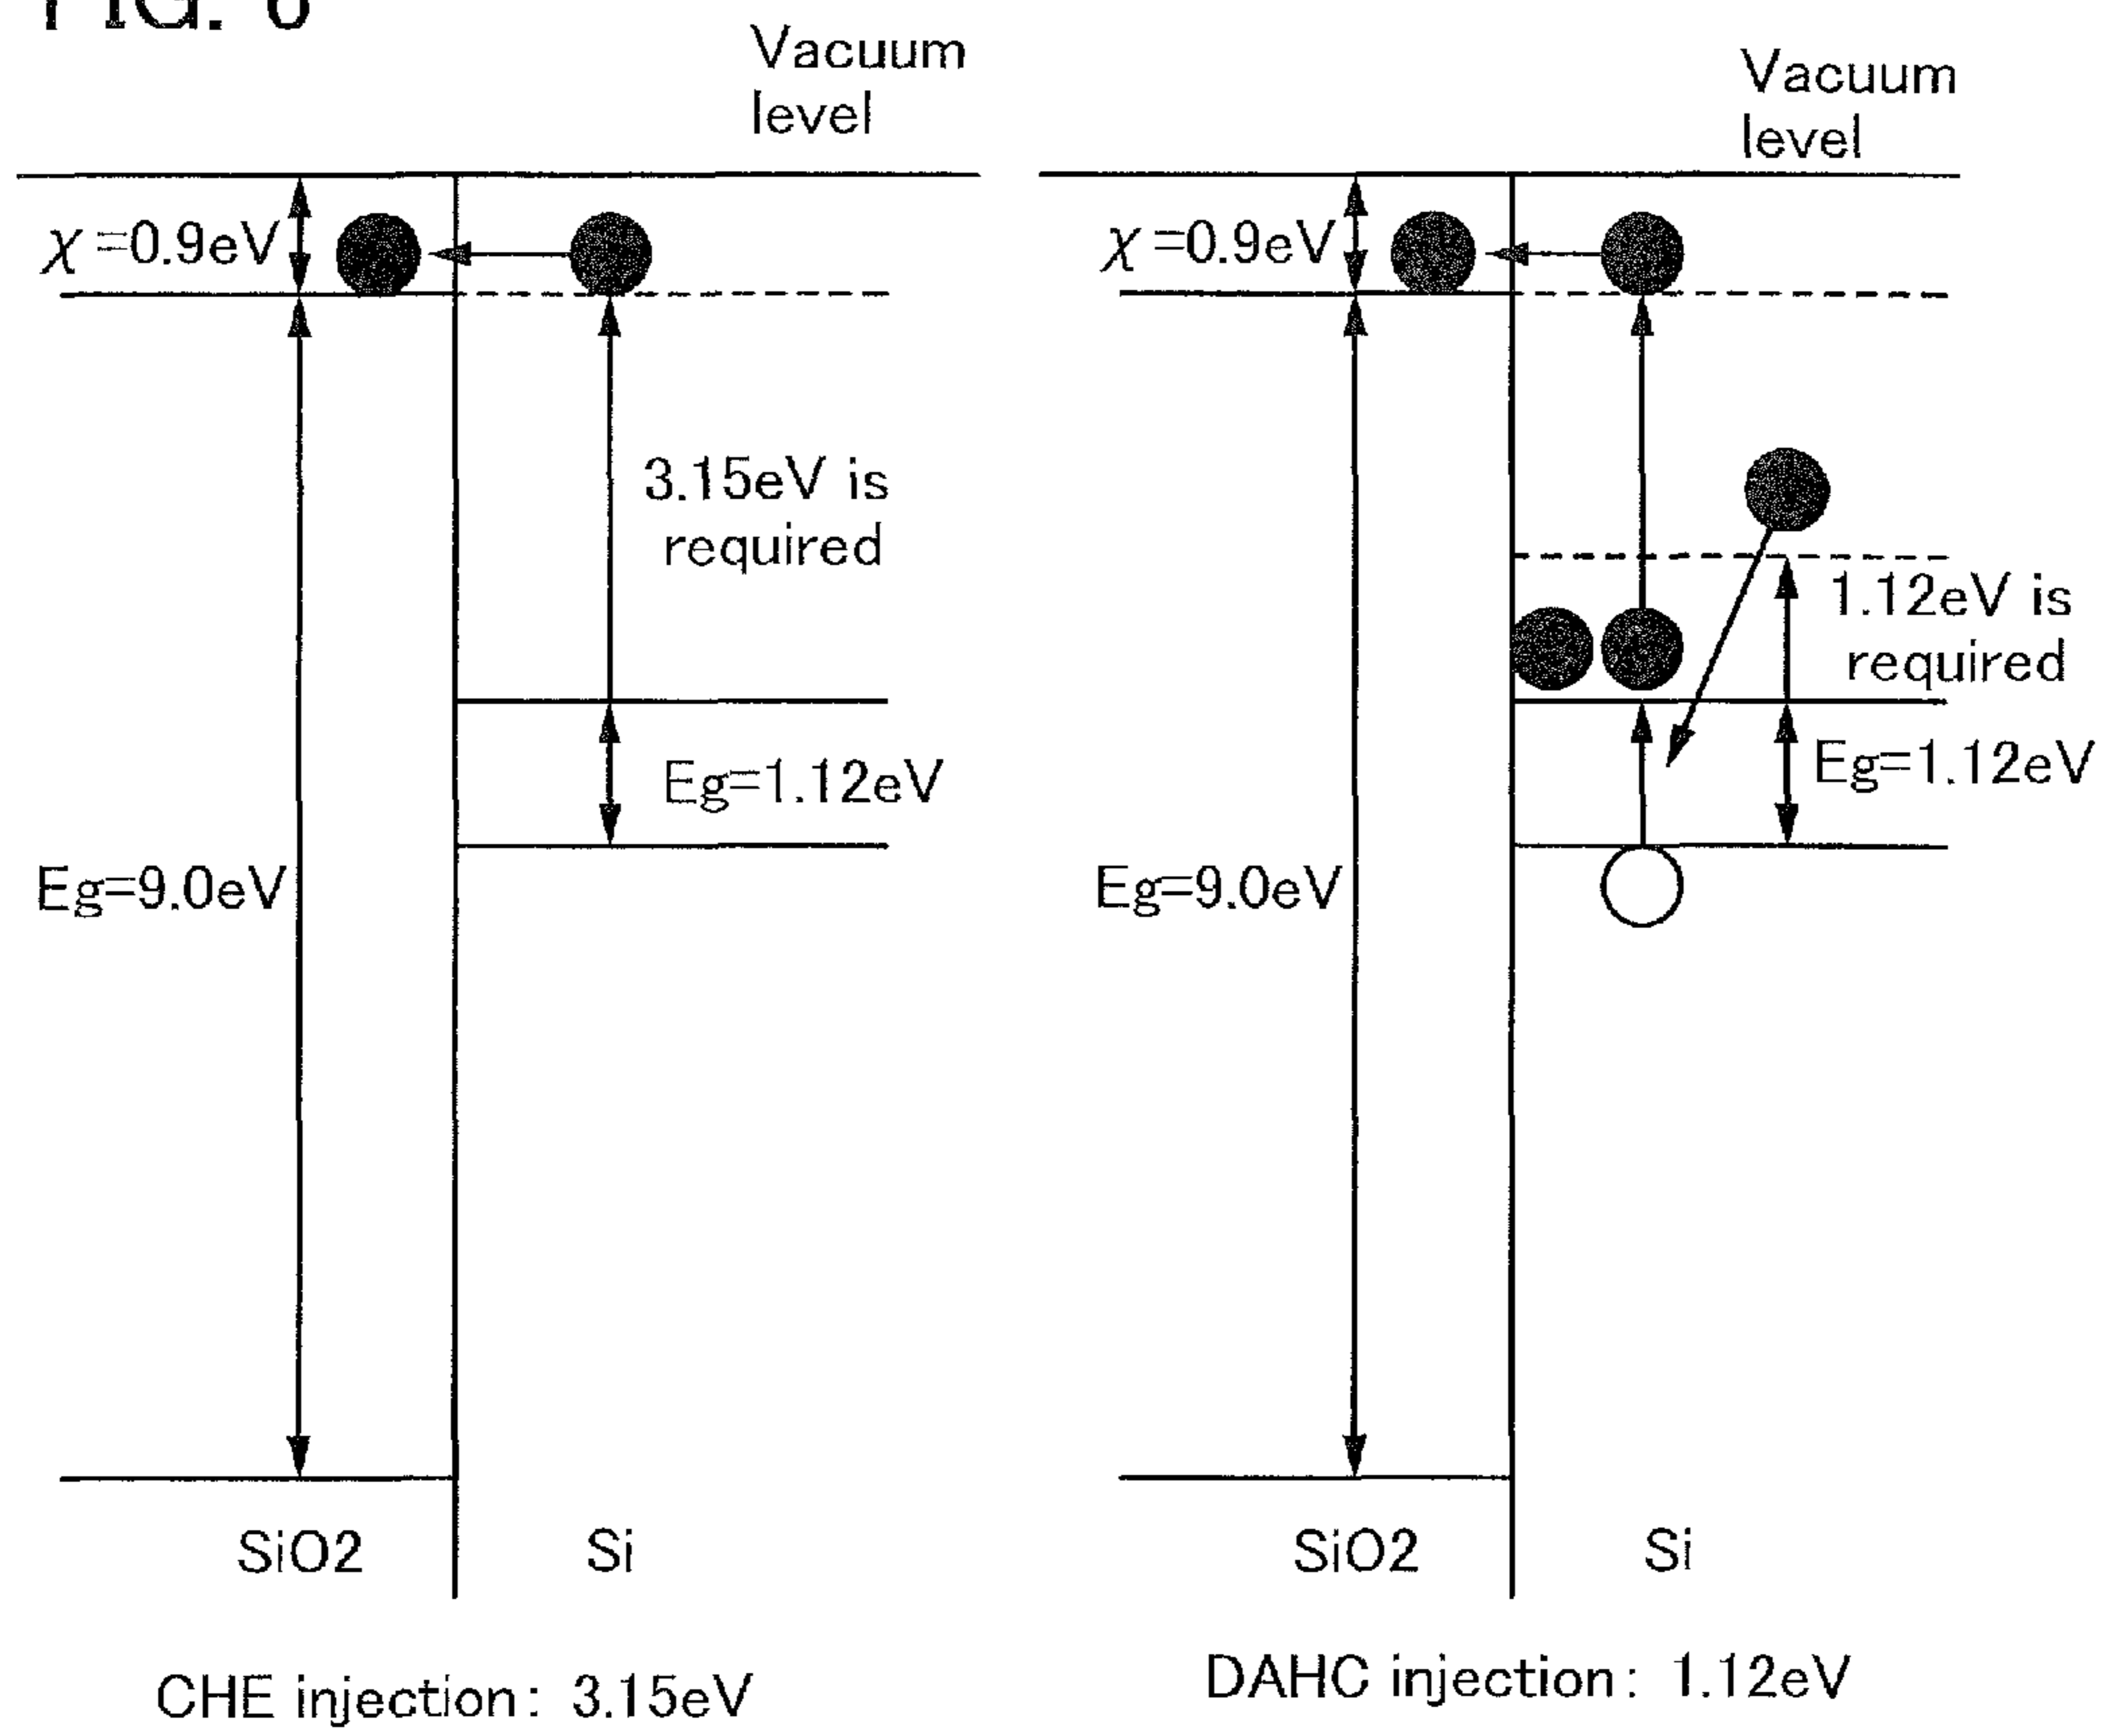 FIG. 6
Vacuum
level
χ=0.9eV
3.15eV is
required
Eg=1.12eV
Eg=9.0eV
SiO2
Si
CHE injection: 3.15eV
Vacuum
level
χ=0.9eV
1.12eV is
required
Eg=1.12eV
Eg=9.0eV
SiO2
Si
DAHC injection: 1.12eV